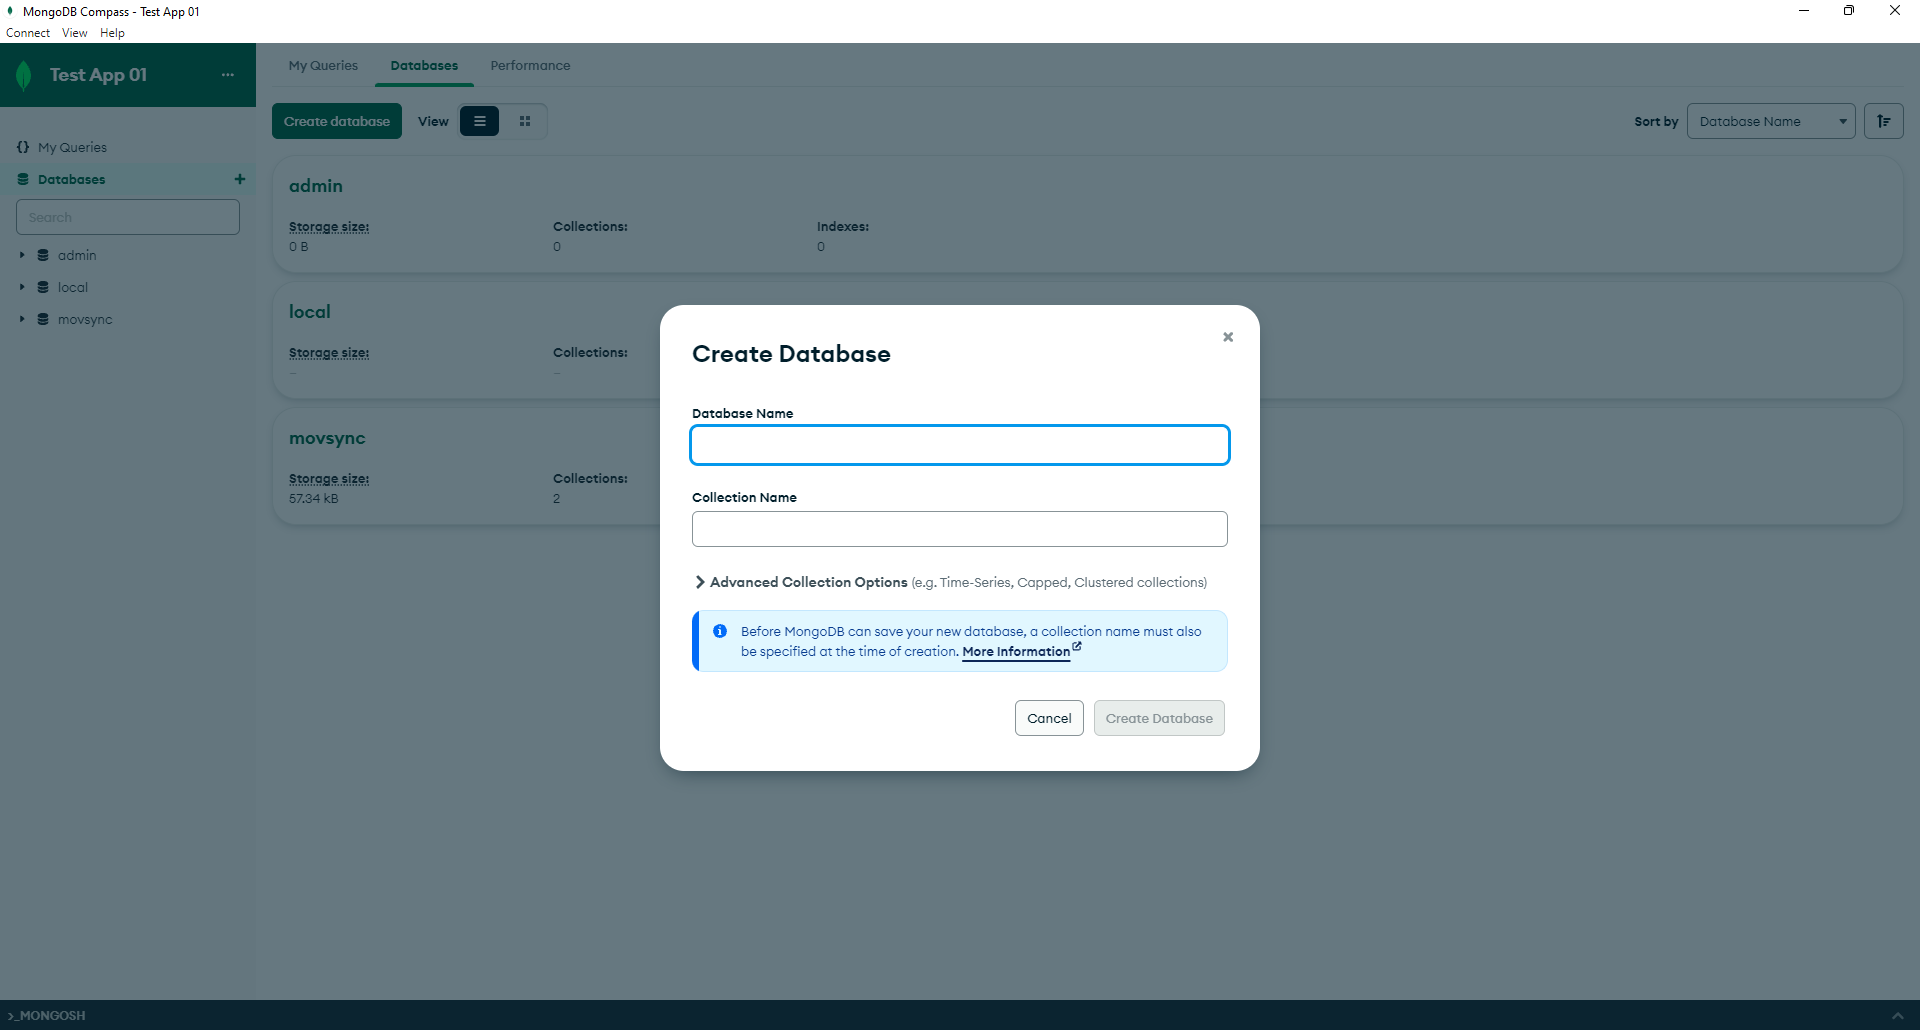 MongoDB Compass - Test App 01
Connect View Help
Test App 01 ...
My Queries Databases Performance
Create database View Sort by Database Name
{} My Queries
Databases +
Search
admin
local
movsync
admin
Storage size: Collections: Indexes:
0 B 0 0
local
Storage size: Collections:
– –
movsync
Storage size: Collections:
57.34 kB 2
Create Database
Database Name
Collection Name
Advanced Collection Options (e.g. Time-Series, Capped, Clustered collections)
Before MongoDB can save your new database, a collection name must also
be specified at the time of creation. More Information
Cancel Create Database
>_MONGOSH